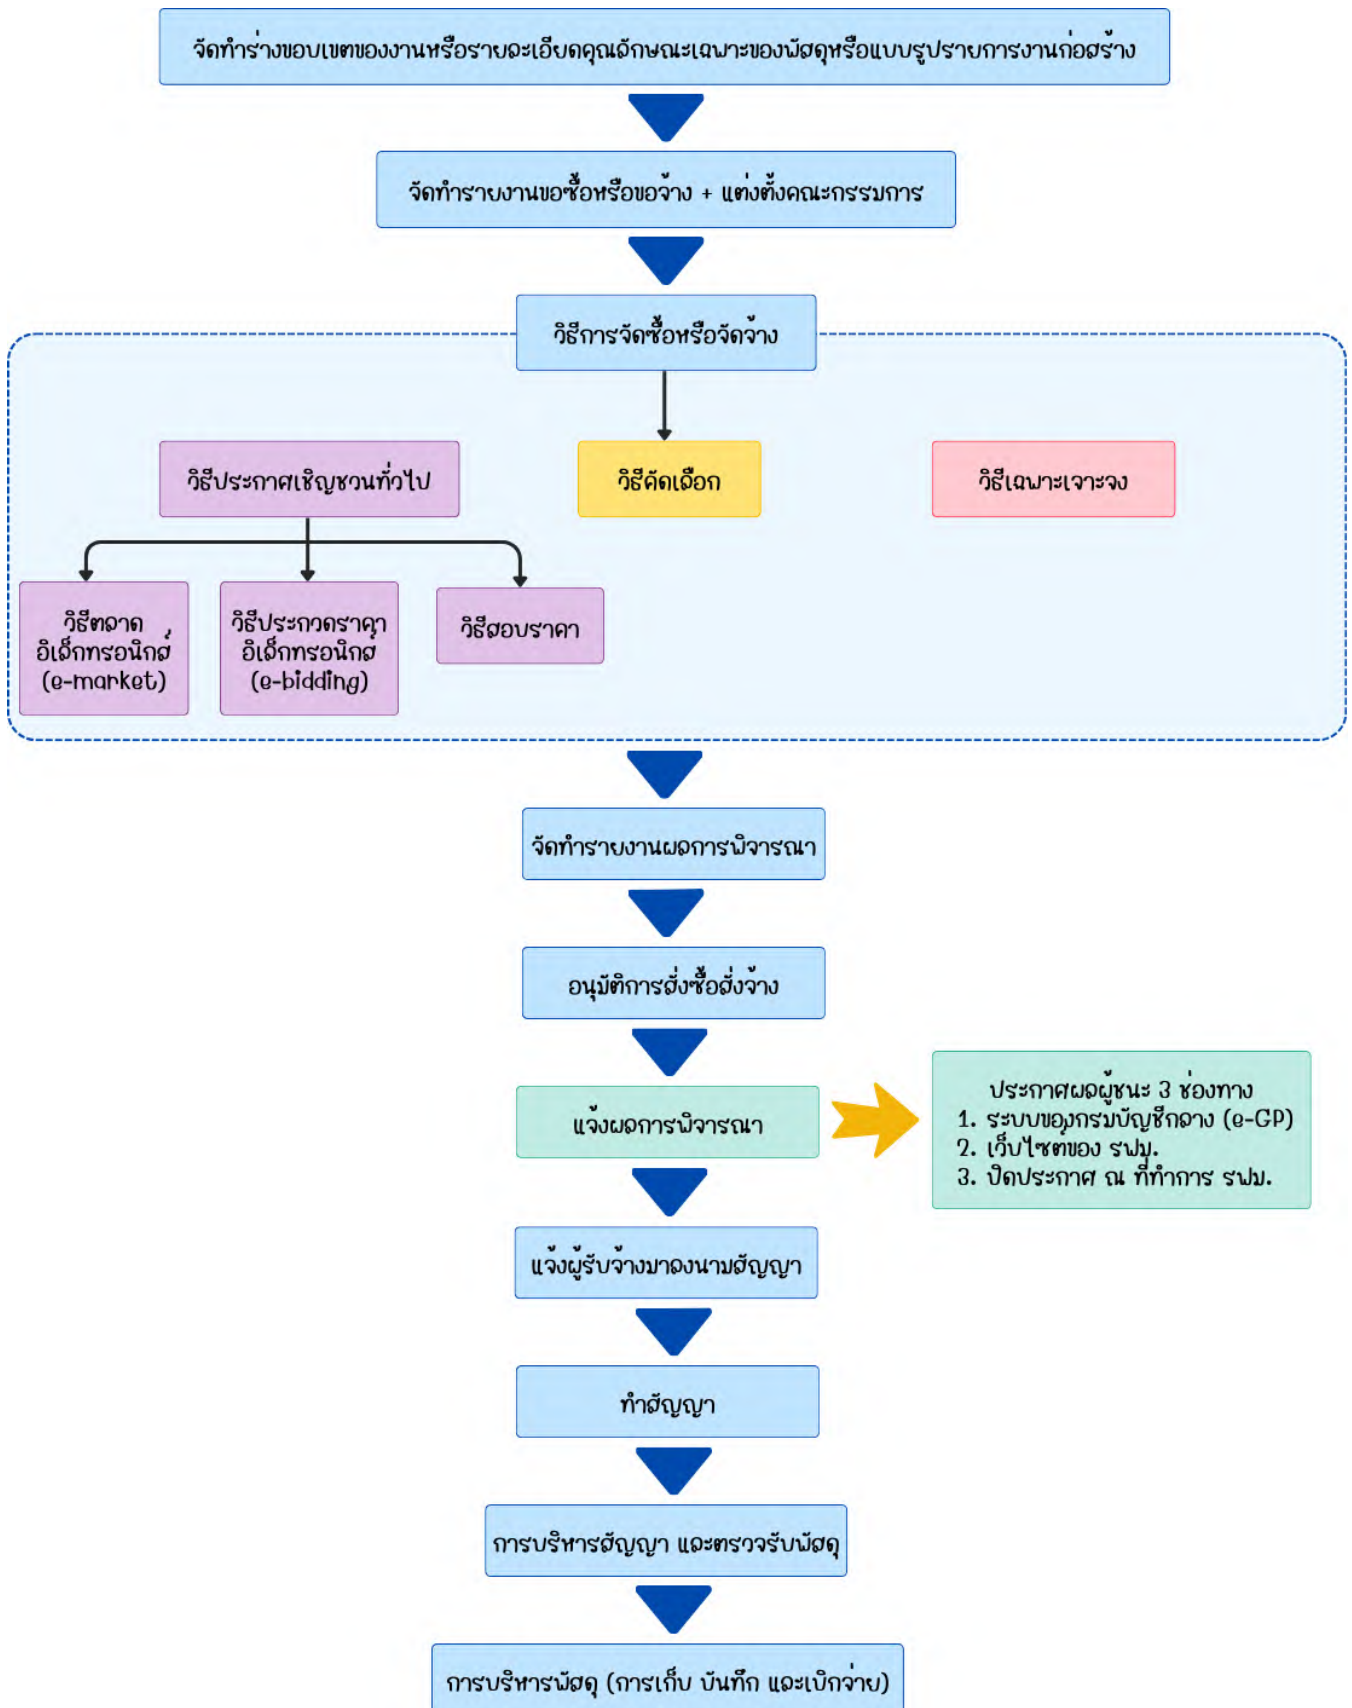 จัดทำร่างขอบเขตของงานหรือรายละเอียดคุณลักษณะเฉพาะของพัสดุหรือแบบรูปรายการงานก่อสร้าง
จัดทำรายงานขอซื้อหรือขอจ้าง + แต่งตั้งคณะกรรมการ
วิธีการจัดซื้อหรือจัดจ้าง
วิธีประกาศเชิญชวนทั่วไป
วิธีคัดเลือก
วิธีเฉพาะเจาะจง
วิธีตลาด
อิเล็กทรอนิกส์
(e-market)
วิธีประกวดราคา
อิเล็กทรอนิกส์
(e-bidding)
วิธีสอบราคา
จัดทำรายงานผลการพิจารณา
อนุมัติการสั่งซื้อสั่งจ้าง
แจ้งผลการพิจารณา
ประกาศผลผู้ชนะ 3 ช่องทาง
1. ระบบของกรมบัญชีกลาง (e-GP)
2. เว็บไซต์ของ รฟม.
3. ปิดประกาศ ณ ที่ทำการ รฟม.
แจ้งผู้รับจ้างมาลงนามสัญญา
ทำสัญญา
การบริหารสัญญา และตรวจรับพัสดุ
การบริหารพัสดุ (การเก็บ บันทึก และเบิกจ่าย)